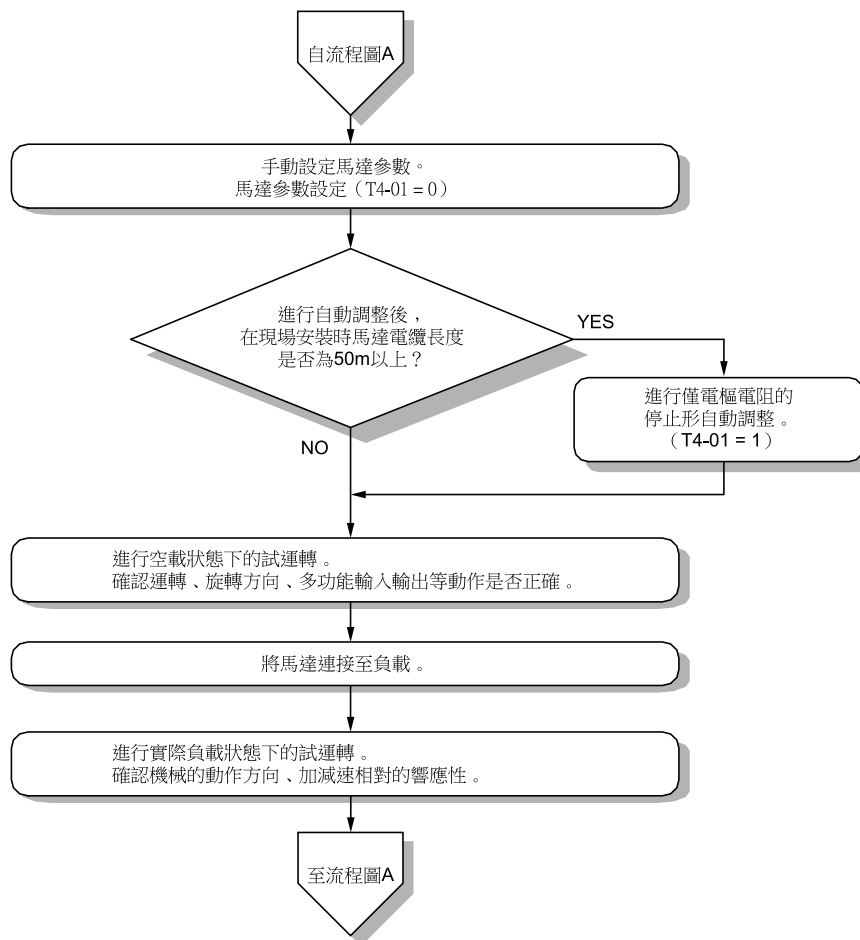 自流程圖A
手動設定馬達參數。
馬達參數設定（T4-01 = 0）
進行自動調整後，
在現場安裝時馬達電纜長度
是否為50m以上？
YES
進行僅電樞電阻的
停止形自動調整。
（T4-01 = 1）
NO
進行空載狀態下的試運轉。
確認運轉、旋轉方向、多功能輸入輸出等動作是否正確。
將馬達連接至負載。
進行實際負載狀態下的試運轉。
確認機械的動作方向、加減速相對的響應性。
至流程圖A